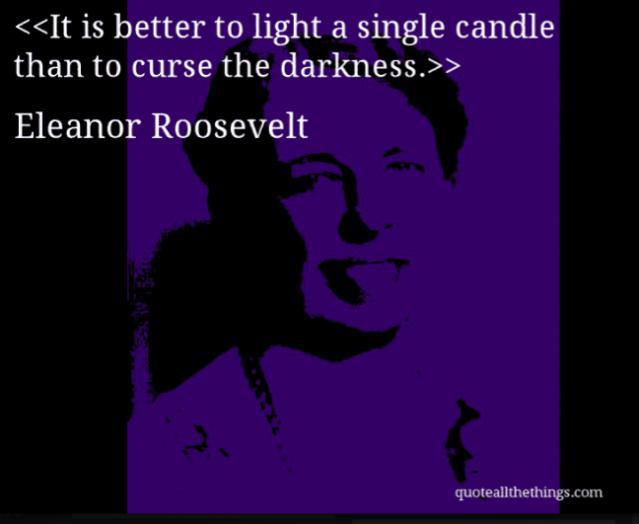 <<It is better to light a single candle
than to curse the darkness.>>
Eleanor Roosevelt
quoteallthethings.com